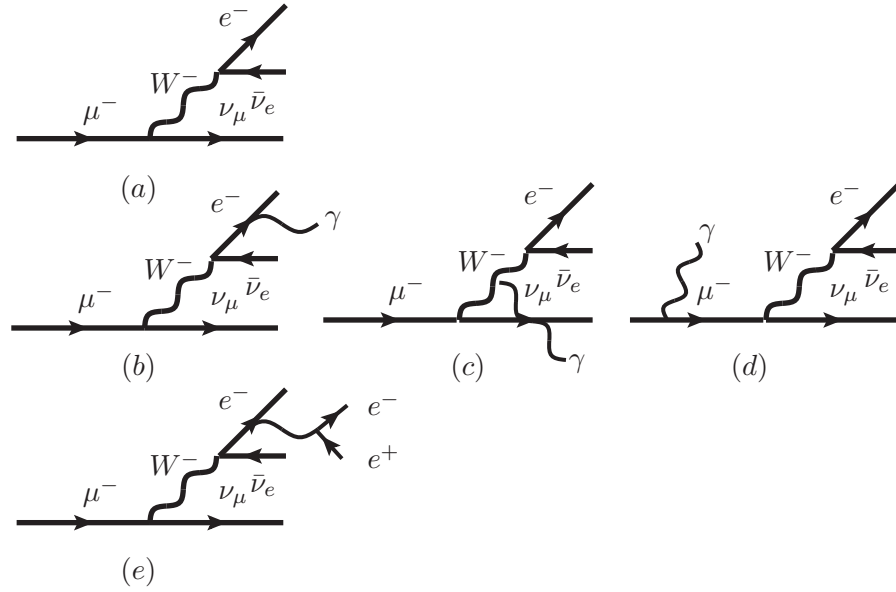 e⁻
W⁻
μ⁻ ν_μ ν̄_e
(a)
e⁻ γ
W⁻
μ⁻ ν_μ ν̄_e
(b)
e⁻
W⁻
μ⁻ ν_μ ν̄_e
γ
(c)
e⁻
γ W⁻
μ⁻ ν_μ ν̄_e
(d)
e⁻ e⁻
W⁻ e⁺
μ⁻ ν_μ ν̄_e
(e)